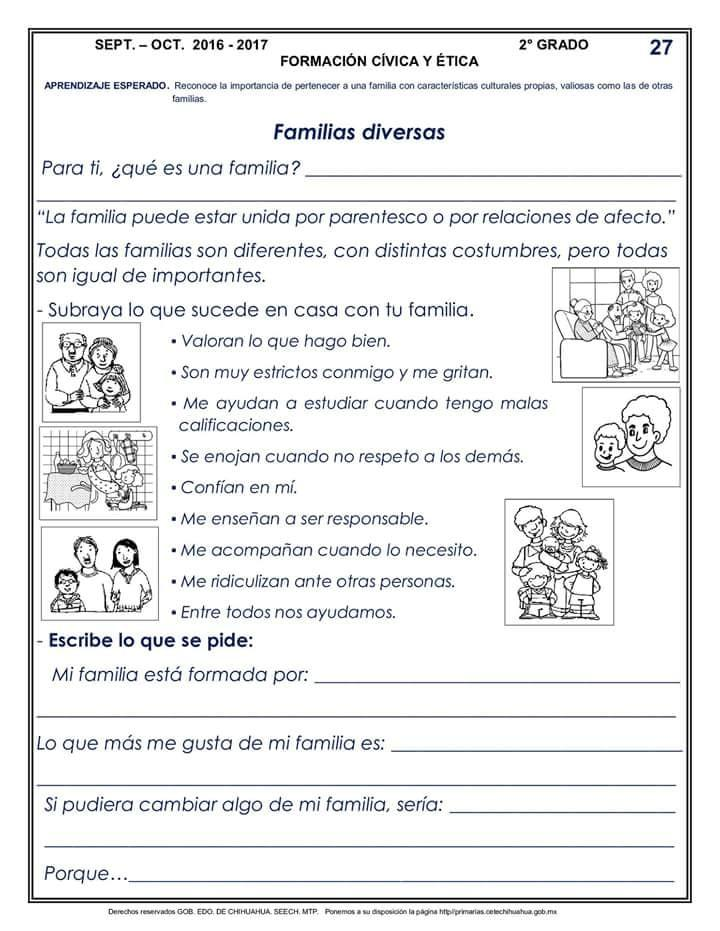 SEPT. – OCT. 2016 - 2017 2° GRADO 27
FORMACIÓN CÍVICA Y ÉTICA
APRENDIZAJE ESPERADO. Reconoce la importancia de pertenecer a una familia con características culturales propias, valiosas como las de otras
familias.
Familias diversas
Para ti, ¿qué es una familia? ____________________
____________________
“La familia puede estar unida por parentesco o por relaciones de afecto.”
Todas las familias son diferentes, con distintas costumbres, pero todas
son igual de importantes.
- Subraya lo que sucede en casa con tu familia.
▪ Valoran lo que hago bien.
▪ Son muy estrictos conmigo y me gritan.
▪ Me ayudan a estudiar cuando tengo malas
calificaciones.
▪ Se enojan cuando no respeto a los demás.
▪ Confían en mí.
▪ Me enseñan a ser responsable.
▪ Me acompañan cuando lo necesito.
▪ Me ridiculizan ante otras personas.
▪ Entre todos nos ayudamos.
- Escribe lo que se pide:
Mi familia está formada por: ____________________
____________________
Lo que más me gusta de mi familia es: ____________________
____________________
Si pudiera cambiar algo de mi familia, sería: ____________________
____________________
Porque…____________________
Derechos reservados GOB. EDO. DE CHIHUAHUA. SEECH. MTP. Ponemos a su disposición la página http//primarias.cetechihuahua.gob.mx